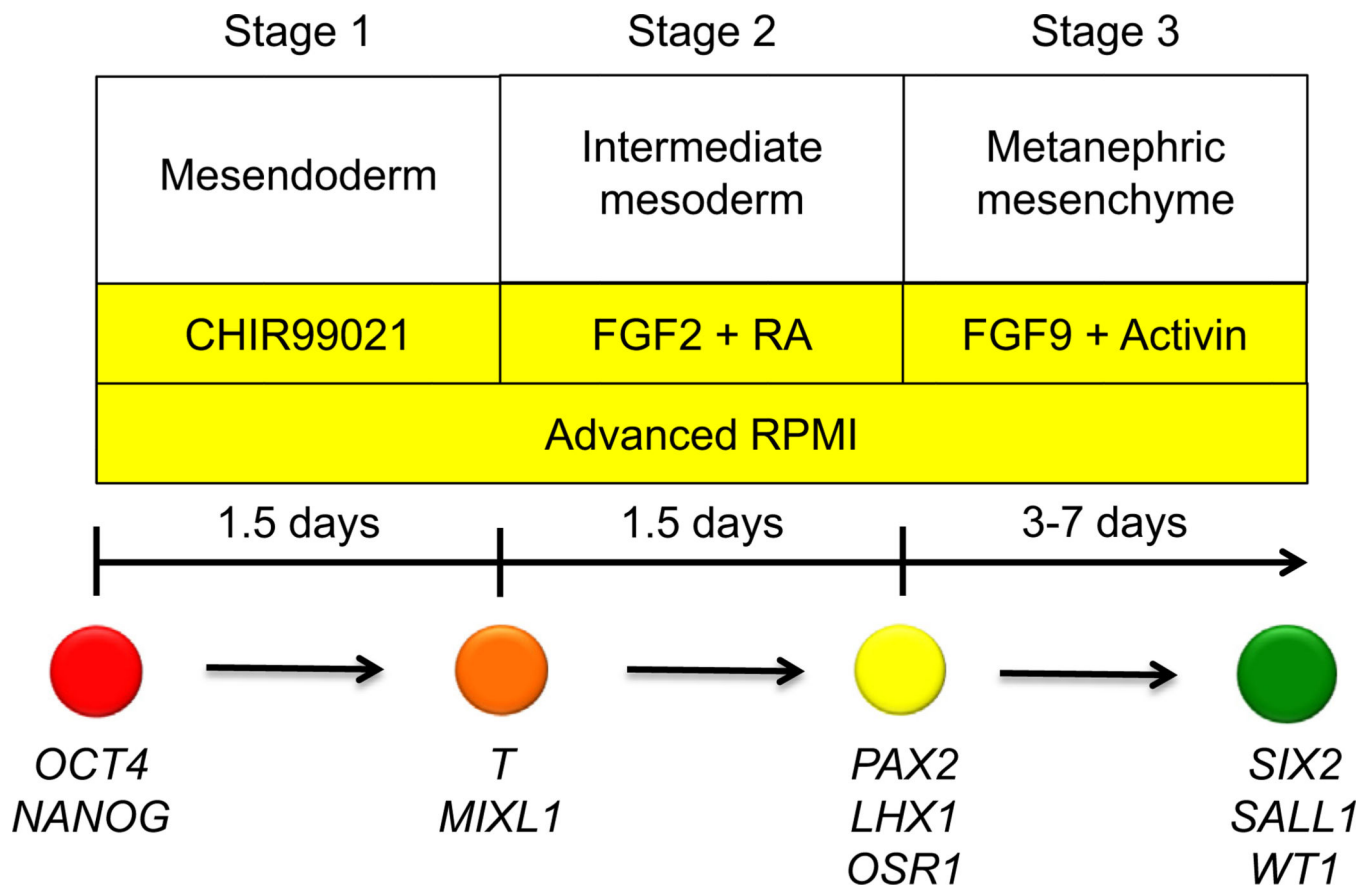 Stage 1
Stage 2
Stage 3
Mesendoderm
Intermediate
mesoderm
Metanephric
mesenchyme
CHIR99021
FGF2 + RA
FGF9 + Activin
Advanced RPMI
1.5 days
1.5 days
3-7 days
OCT4
NANOG
T
MIXL1
PAX2
LHX1
OSR1
SIX2
SALL1
WT1